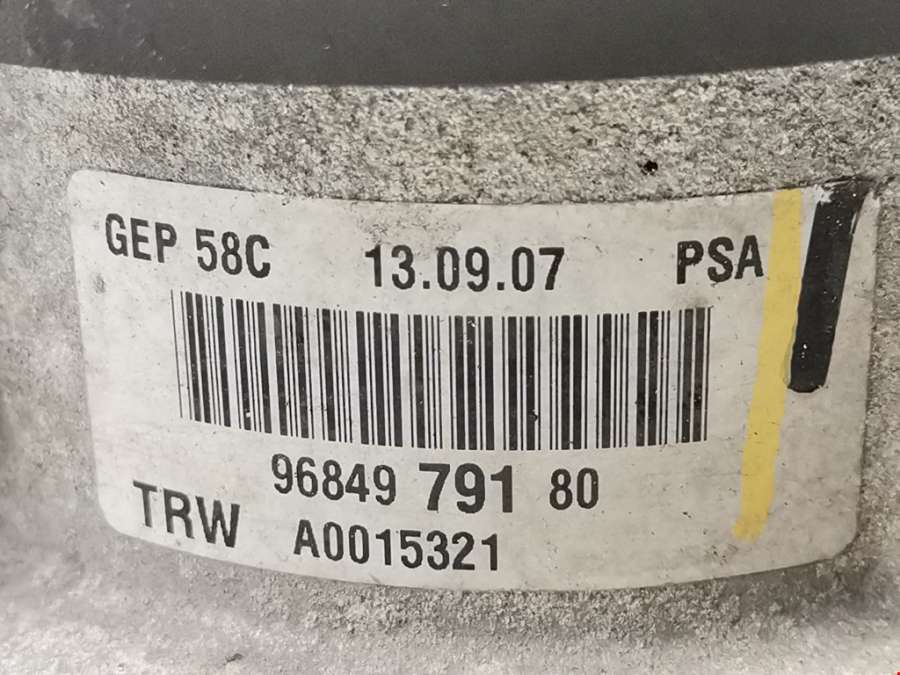 GEP 58C 13.09.07 PSA
96849 791 80
TRW A0015321